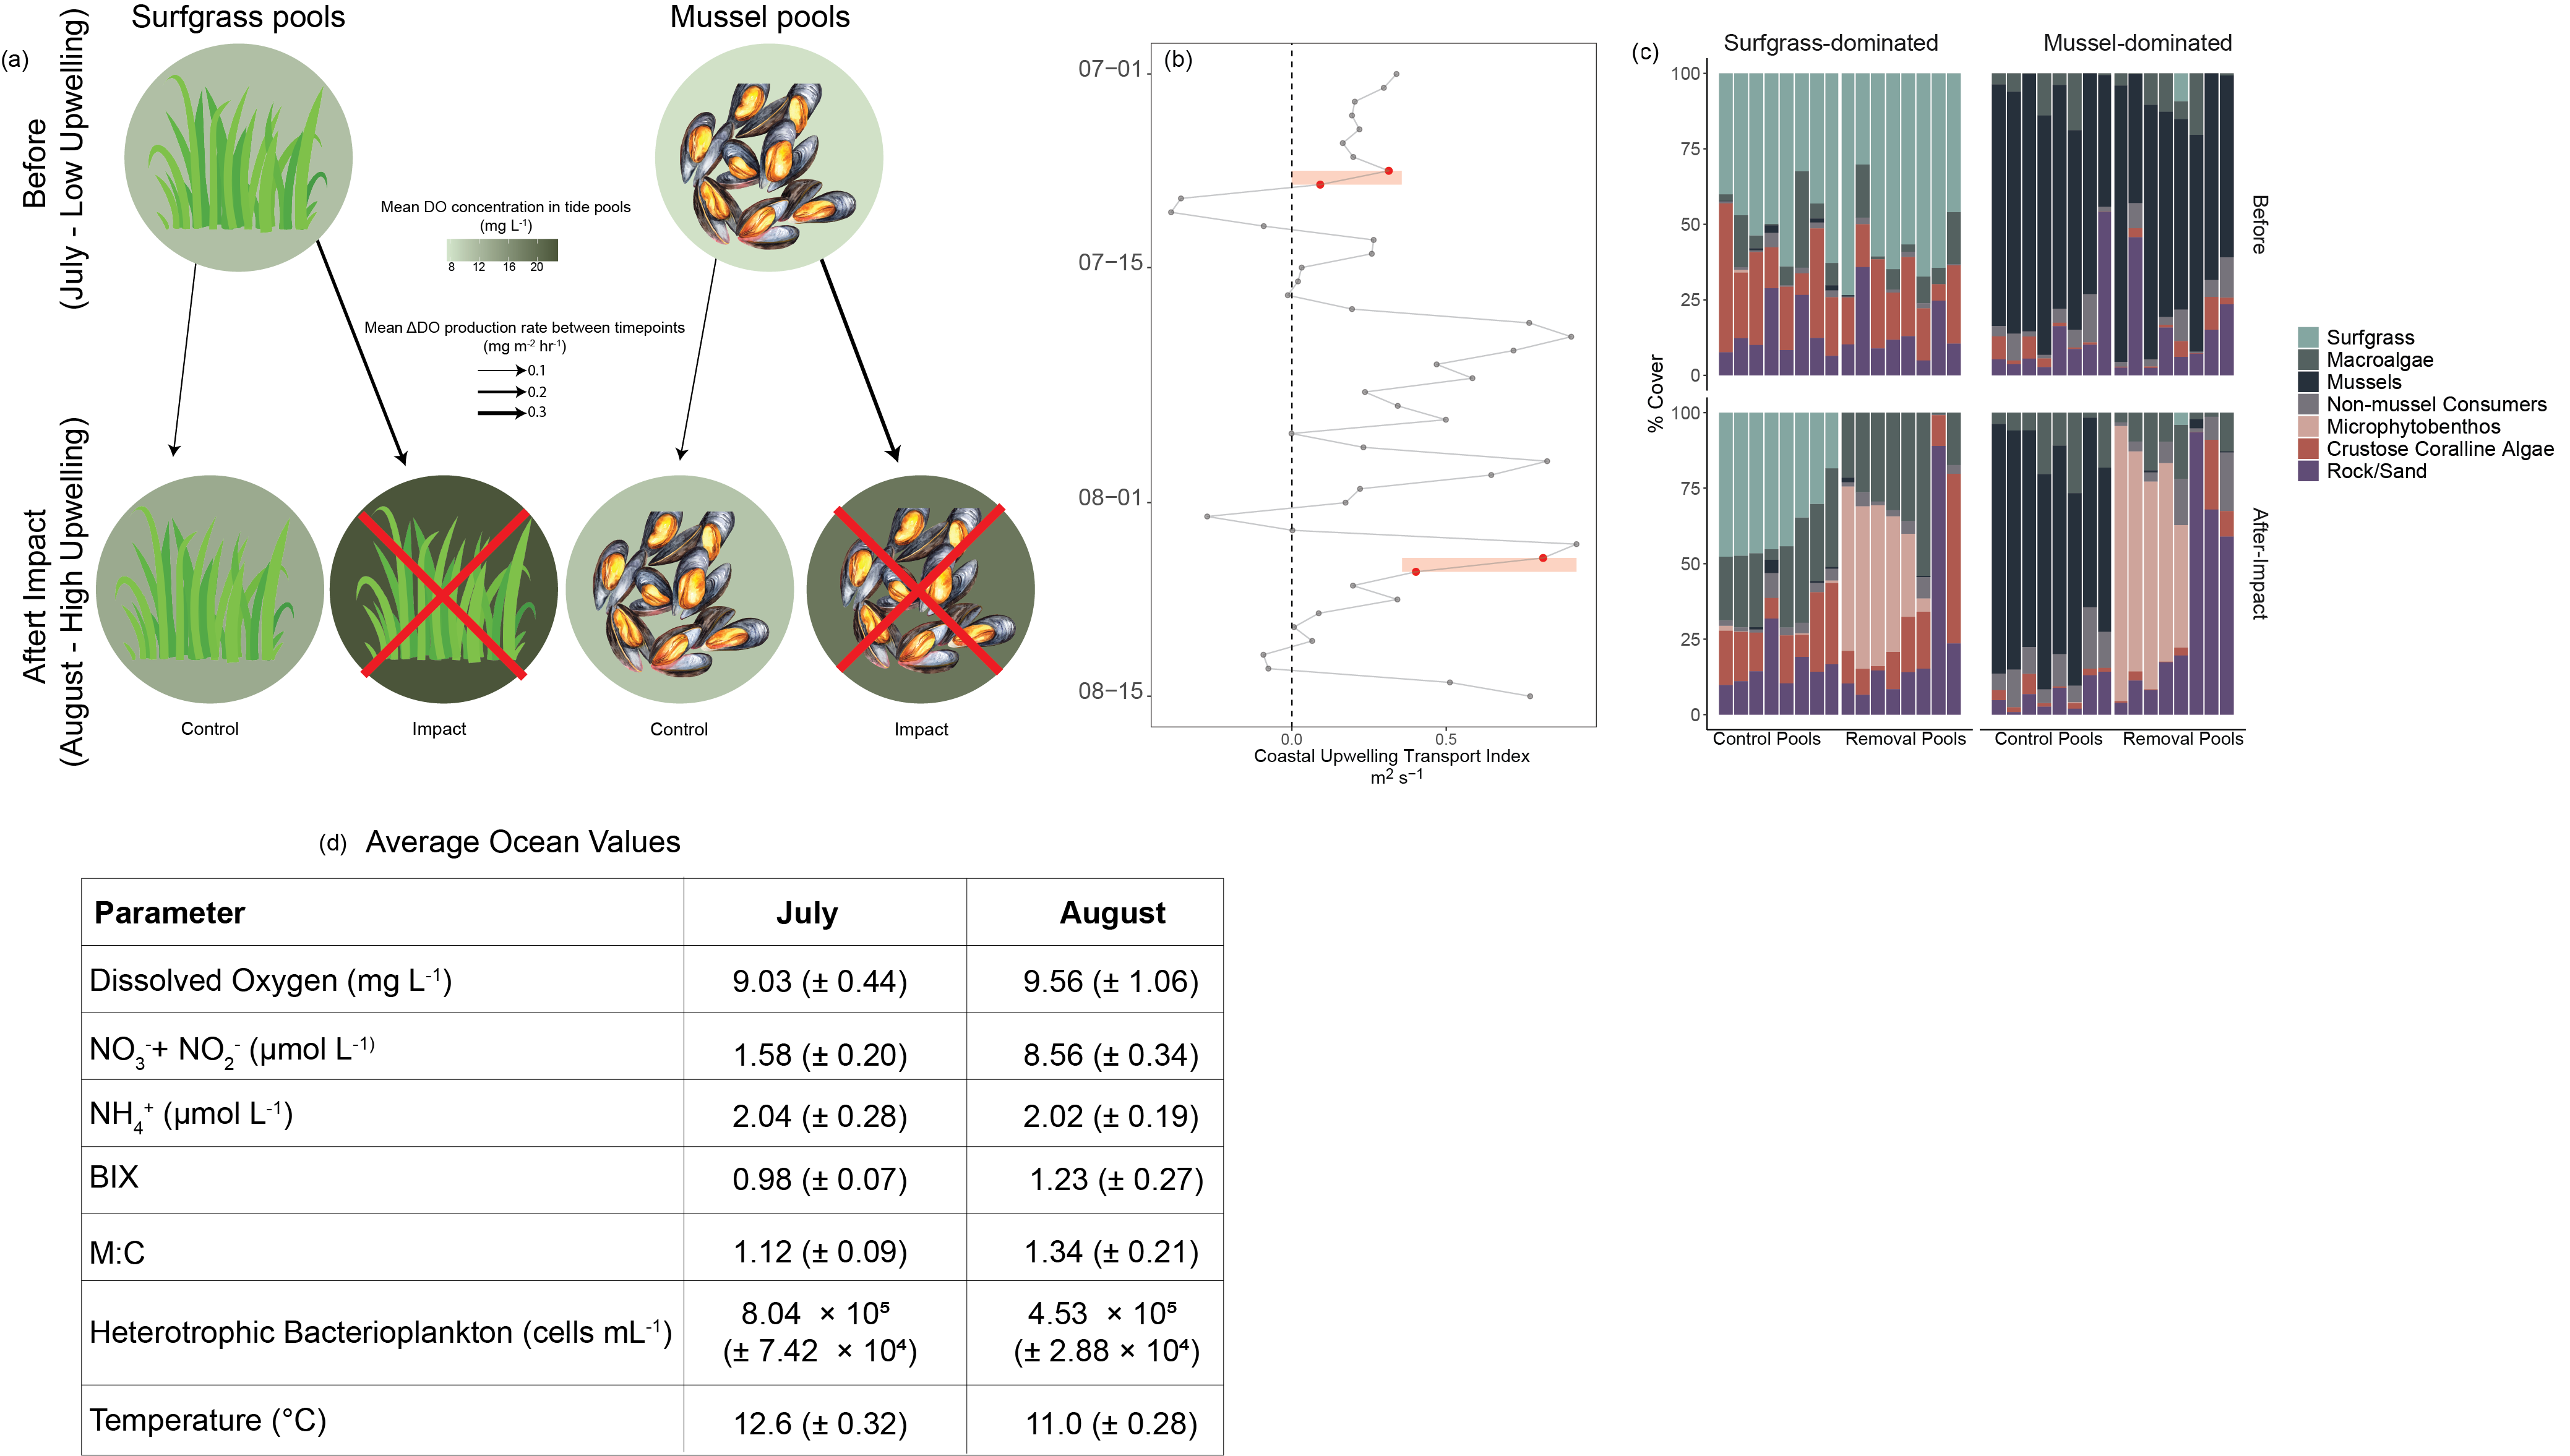 Surfgrass pools
Mussel pools
(a)
Before
(July - Low Upwelling)
Mean DO concentration in tide pools
(mg L-1)
8 12 16 20
Mean ΔDO production rate between timepoints
(mg m-2 hr-1)
0.1
0.2
0.3
Aftert Impact
(August - High Upwelling)
Control
Impact
Control
Impact
(b)
07−01
07−15
08−01
08−15
0.0 0.5
Coastal Upwelling Transport Index
m2 s−1
(c)
Surfgrass-dominated
Mussel-dominated
% Cover
100
75
50
25
0
Before
100
75
50
25
0
After-Impact
Control Pools
Removal Pools
Control Pools
Removal Pools
Surfgrass
Macroalgae
Mussels
Non-mussel Consumers
Microphytobenthos
Crustose Coralline Algae
Rock/Sand
(d) Average Ocean Values
Parameter July August
Dissolved Oxygen (mg L-1) 9.03 (± 0.44) 9.56 (± 1.06)
NO3-+ NO2- (µmol L-1) 1.58 (± 0.20) 8.56 (± 0.34)
NH4+ (µmol L-1) 2.04 (± 0.28) 2.02 (± 0.19)
BIX 0.98 (± 0.07) 1.23 (± 0.27)
M:C 1.12 (± 0.09) 1.34 (± 0.21)
Heterotrophic Bacterioplankton (cells mL-1) 8.04 × 10⁵ 4.53 × 10⁵
(± 7.42 × 10⁴) (± 2.88 × 10⁴)
Temperature (°C) 12.6 (± 0.32) 11.0 (± 0.28)